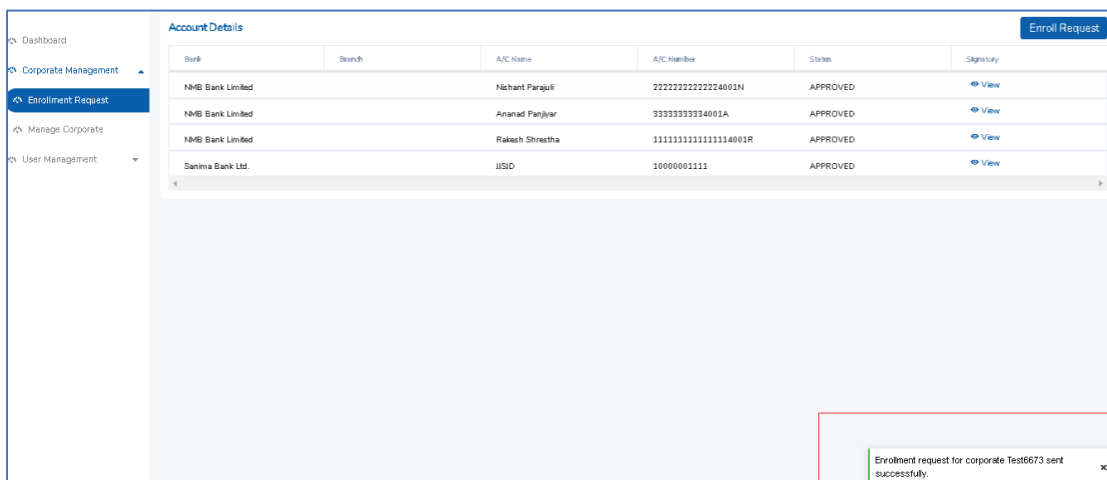 Account Details
Enroll Request
Dashboard
Corporate Management
Enrollment Request
Manage Corporate
User Management
Bank Branch A/C Name A/C Number Status Signatory
NMB Bank Limited Nishant Parajuli 22222222222224001N APPROVED View
NMB Bank Limited Ananad Panjiyar 33333333334001A APPROVED View
NMB Bank Limited Rakesh Shrestha 1111111111111114001R APPROVED View
Sanima Bank Ltd. JJSID 10000001111 APPROVED View
Enrollment request for corporate Test6673 sent
successfully.